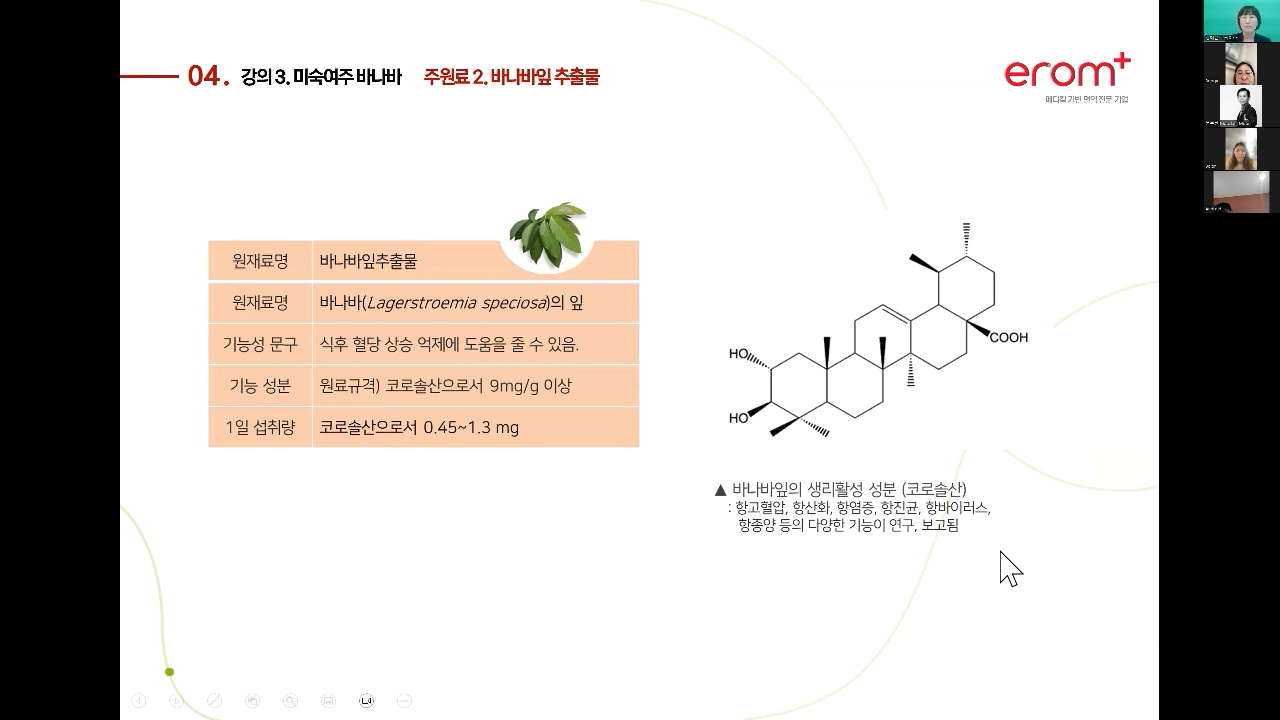 04. 강의 3. 미숙여주 바나바 주원료 2. 바나바잎 추출물
erom+
메디칼 기반 면역 전문 기업
원재료명 바나바잎추출물
원재료명 바나바(Lagerstroemia speciosa)의 잎
기능성 문구 식후 혈당 상승 억제에 도움을 줄 수 있음.
기능 성분 원료규격) 코로솔산으로서 9mg/g 이상
1일 섭취량 코로솔산으로서 0.45~1.3 mg
COOH
HO
HO
▲ 바나바잎의 생리활성 성분 (코로솔산)
: 항고혈압, 항산화, 항염증, 항진균, 항바이러스,
항종양 등의 다양한 기능이 연구, 보고됨